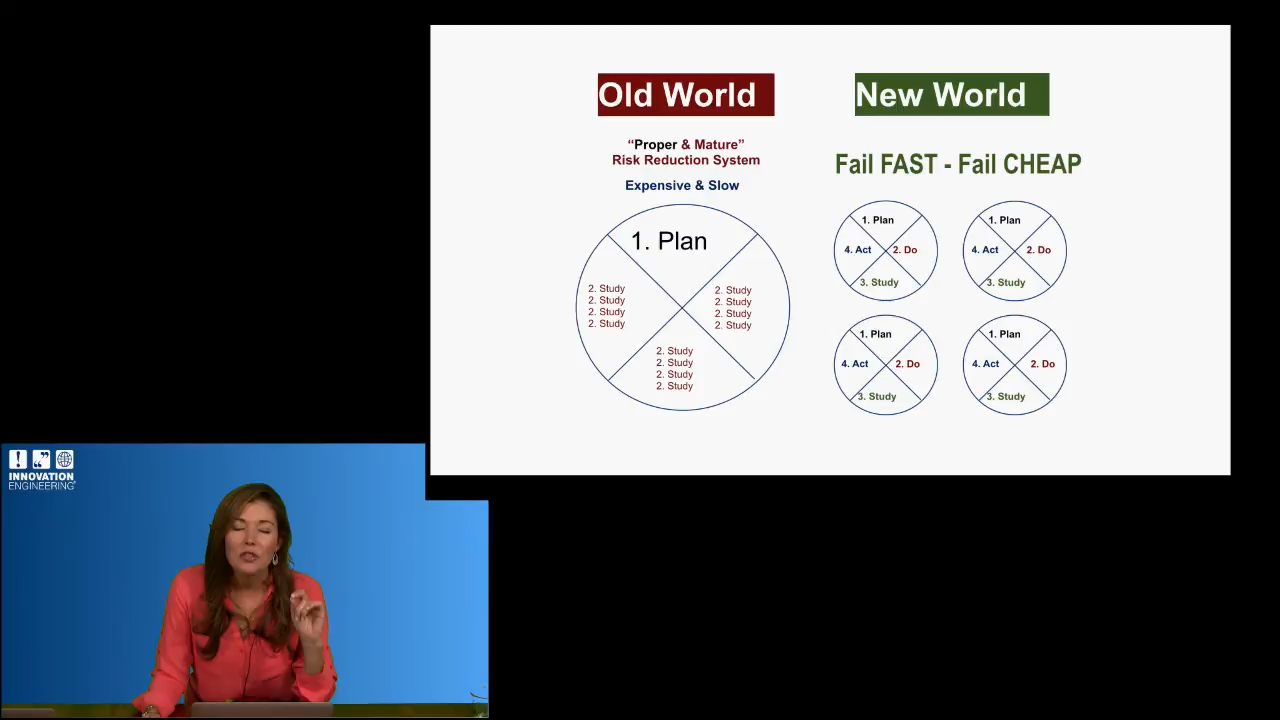 Old World
“Proper & Mature”
Risk Reduction System
Expensive & Slow
1. Plan
2. Study
2. Study
2. Study
2. Study
2. Study
2. Study
2. Study
2. Study
2. Study
2. Study
2. Study
2. Study
New World
Fail FAST - Fail CHEAP
1. Plan
4. Act 2. Do
3. Study
1. Plan
4. Act 2. Do
3. Study
1. Plan
4. Act 2. Do
3. Study
1. Plan
4. Act 2. Do
3. Study
INNOVATION
ENGINEERING